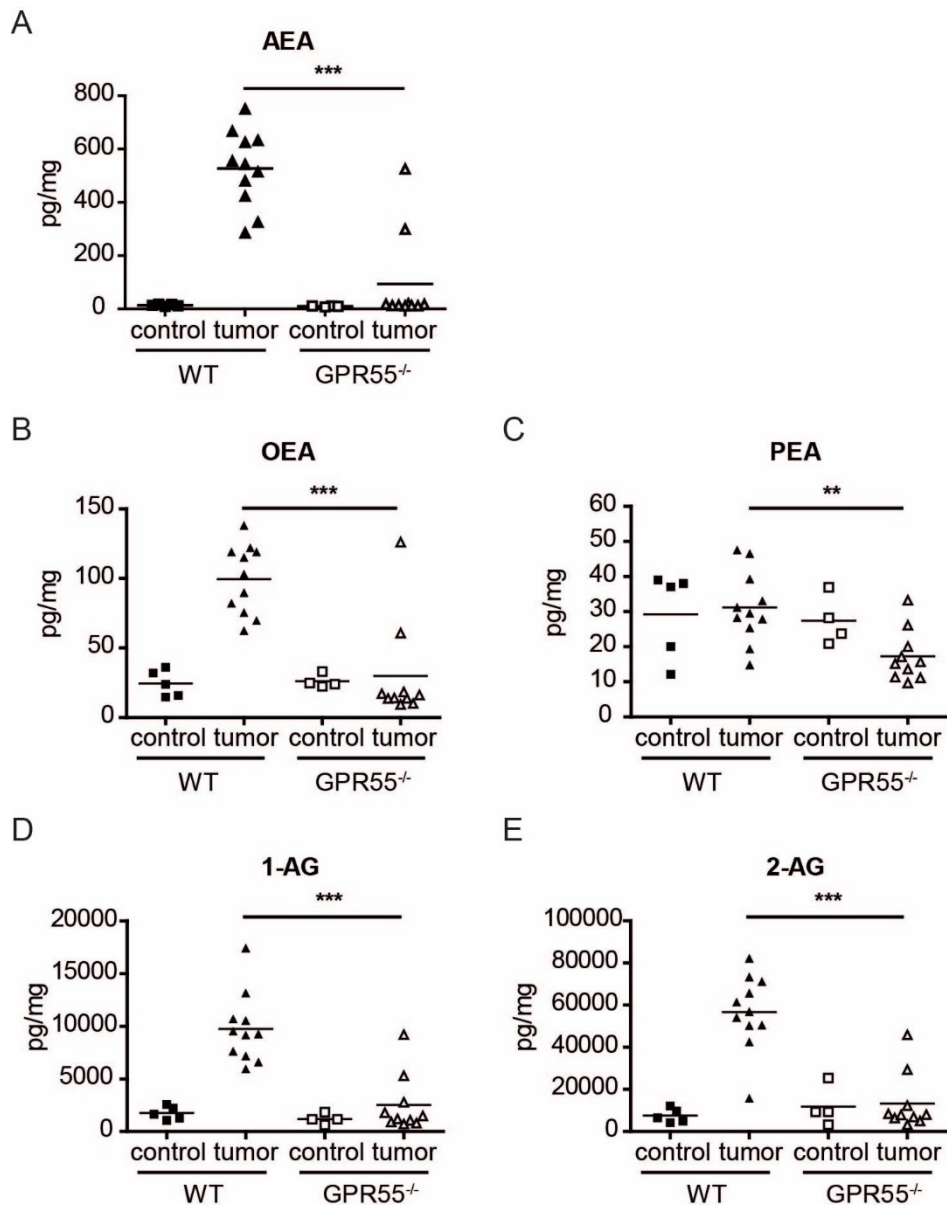 A
AEA
***
800
600
400
200
0
pg/mg
control tumor control tumor
WT GPR55-/-
B
OEA
***
150
100
50
0
pg/mg
control tumor control tumor
WT GPR55-/-
C
PEA
**
60
50
40
30
20
10
0
pg/mg
control tumor control tumor
WT GPR55-/-
D
1-AG
***
20000
15000
10000
5000
0
pg/mg
control tumor control tumor
WT GPR55-/-
E
2-AG
***
100000
80000
60000
40000
20000
0
pg/mg
control tumor control tumor
WT GPR55-/-